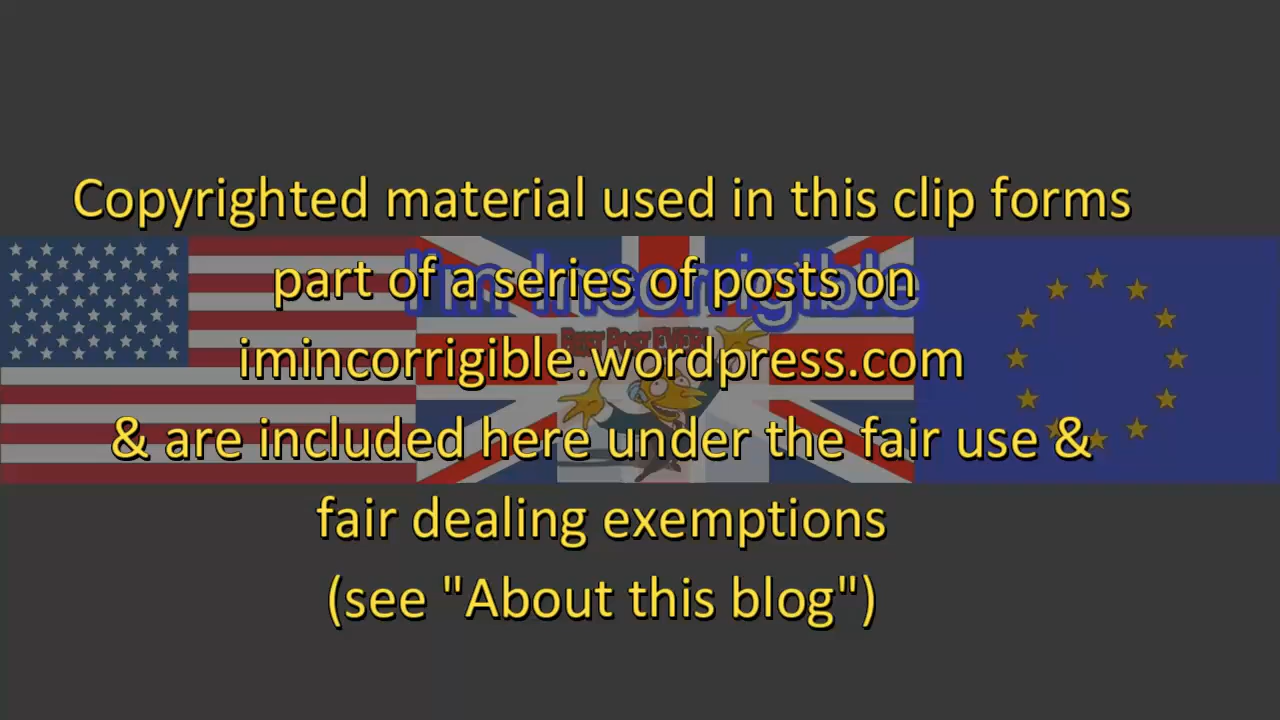 Copyrighted material used in this clip forms
part of a series of posts on
I'm Incorrigible
imincorrigible.wordpress.com
& are included here under the fair use &
fair dealing exemptions
(see "About this blog")